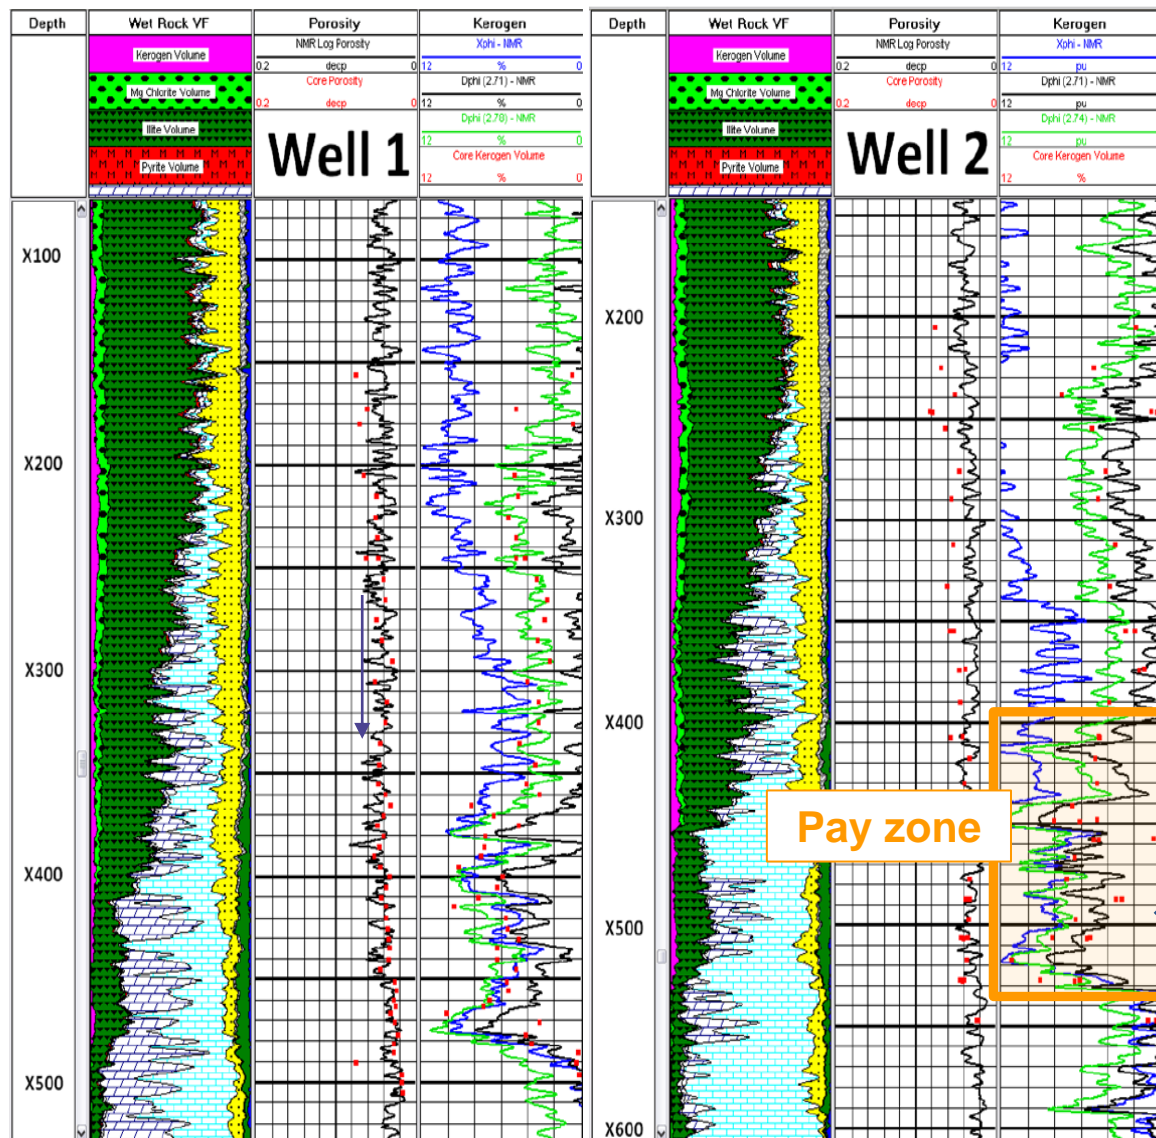 Depth Wet Rock VF Porosity Kerogen
Kerogen Volume
Mg Chlorite Volume
Illite Volume
Pyrite Volume
NMR Log Porosity
0.2 decp 0
Core Porosity
0.2 decp 0
Well 1
Xphi - NMR
12 % 0
Dphi (2.71) - NMR
12 % 0
Dphi (2.78) - NMR
12 % 0
Core Kerogen Volume
12 % 0
X100
X200
X300
X400
X500
Depth Wet Rock VF Porosity Kerogen
Kerogen Volume
Mg Chlorite Volume
Illite Volume
Pyrite Volume
NMR Log Porosity
0.2 decp 0
Core Porosity
0.2 decp 0
Well 2
Xphi - NMR
12 pu
Dphi (2.71) - NMR
12 pu
Dphi (2.74) - NMR
12 pu
Core Kerogen Volume
12 %
X200
X300
X400
Pay zone
X500
X600